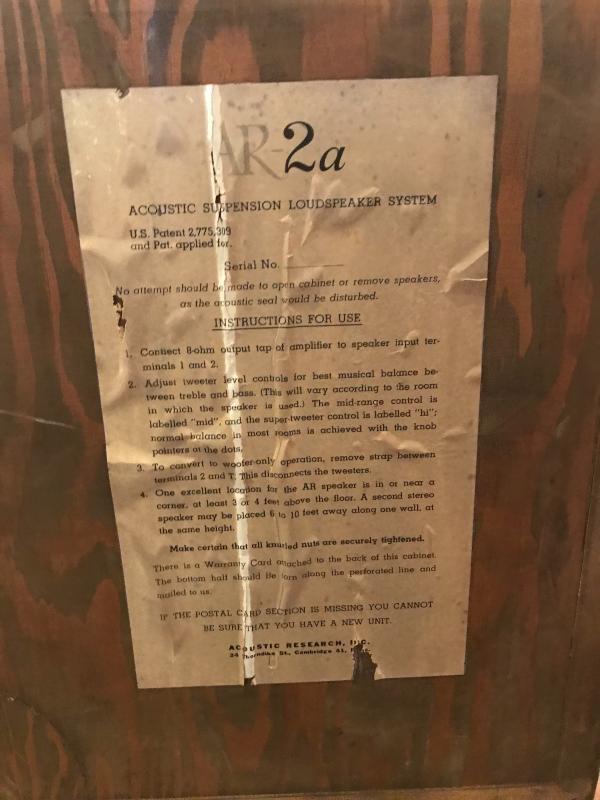 AR-2a
ACOUSTIC SUSPENSION LOUDSPEAKER SYSTEM
U.S. Patent 2,775,309
and Pat. applied for.
Serial No.
No attempt should be made to open cabinet or remove speakers,
as the acoustic seal would be disturbed.
INSTRUCTIONS FOR USE
1. Connect 8-ohm output tap of amplifier to speaker input ter-
minals 1 and 2.
2. Adjust tweeter level controls for best musical balance be-
tween treble and bass. (This will vary according to the room
in which the speaker is used.) The mid-range control is
labelled "mid", and the super-tweeter control is labelled "hi";
normal balance in most rooms is achieved with the knob
pointers at the dots.
3. To convert to woofer-only operation, remove strap between
terminals 2 and T. This disconnects the tweeters.
4. One excellent location for the AR speaker is in or near a
corner, at least 3 or 4 feet above the floor. A second stereo
speaker may be placed 6 to 10 feet away along one wall, at
the same height.
Make certain that all knurled nuts are securely tightened.
There is a Warranty Card attached to the back of this cabinet.
The bottom half should be torn along the perforated line and
mailed to us.
IF THE POSTAL CARD SECTION IS MISSING YOU CANNOT
BE SURE THAT YOU HAVE A NEW UNIT.
ACOUSTIC RESEARCH, INC.
24 Thorndike St., Cambridge 41,